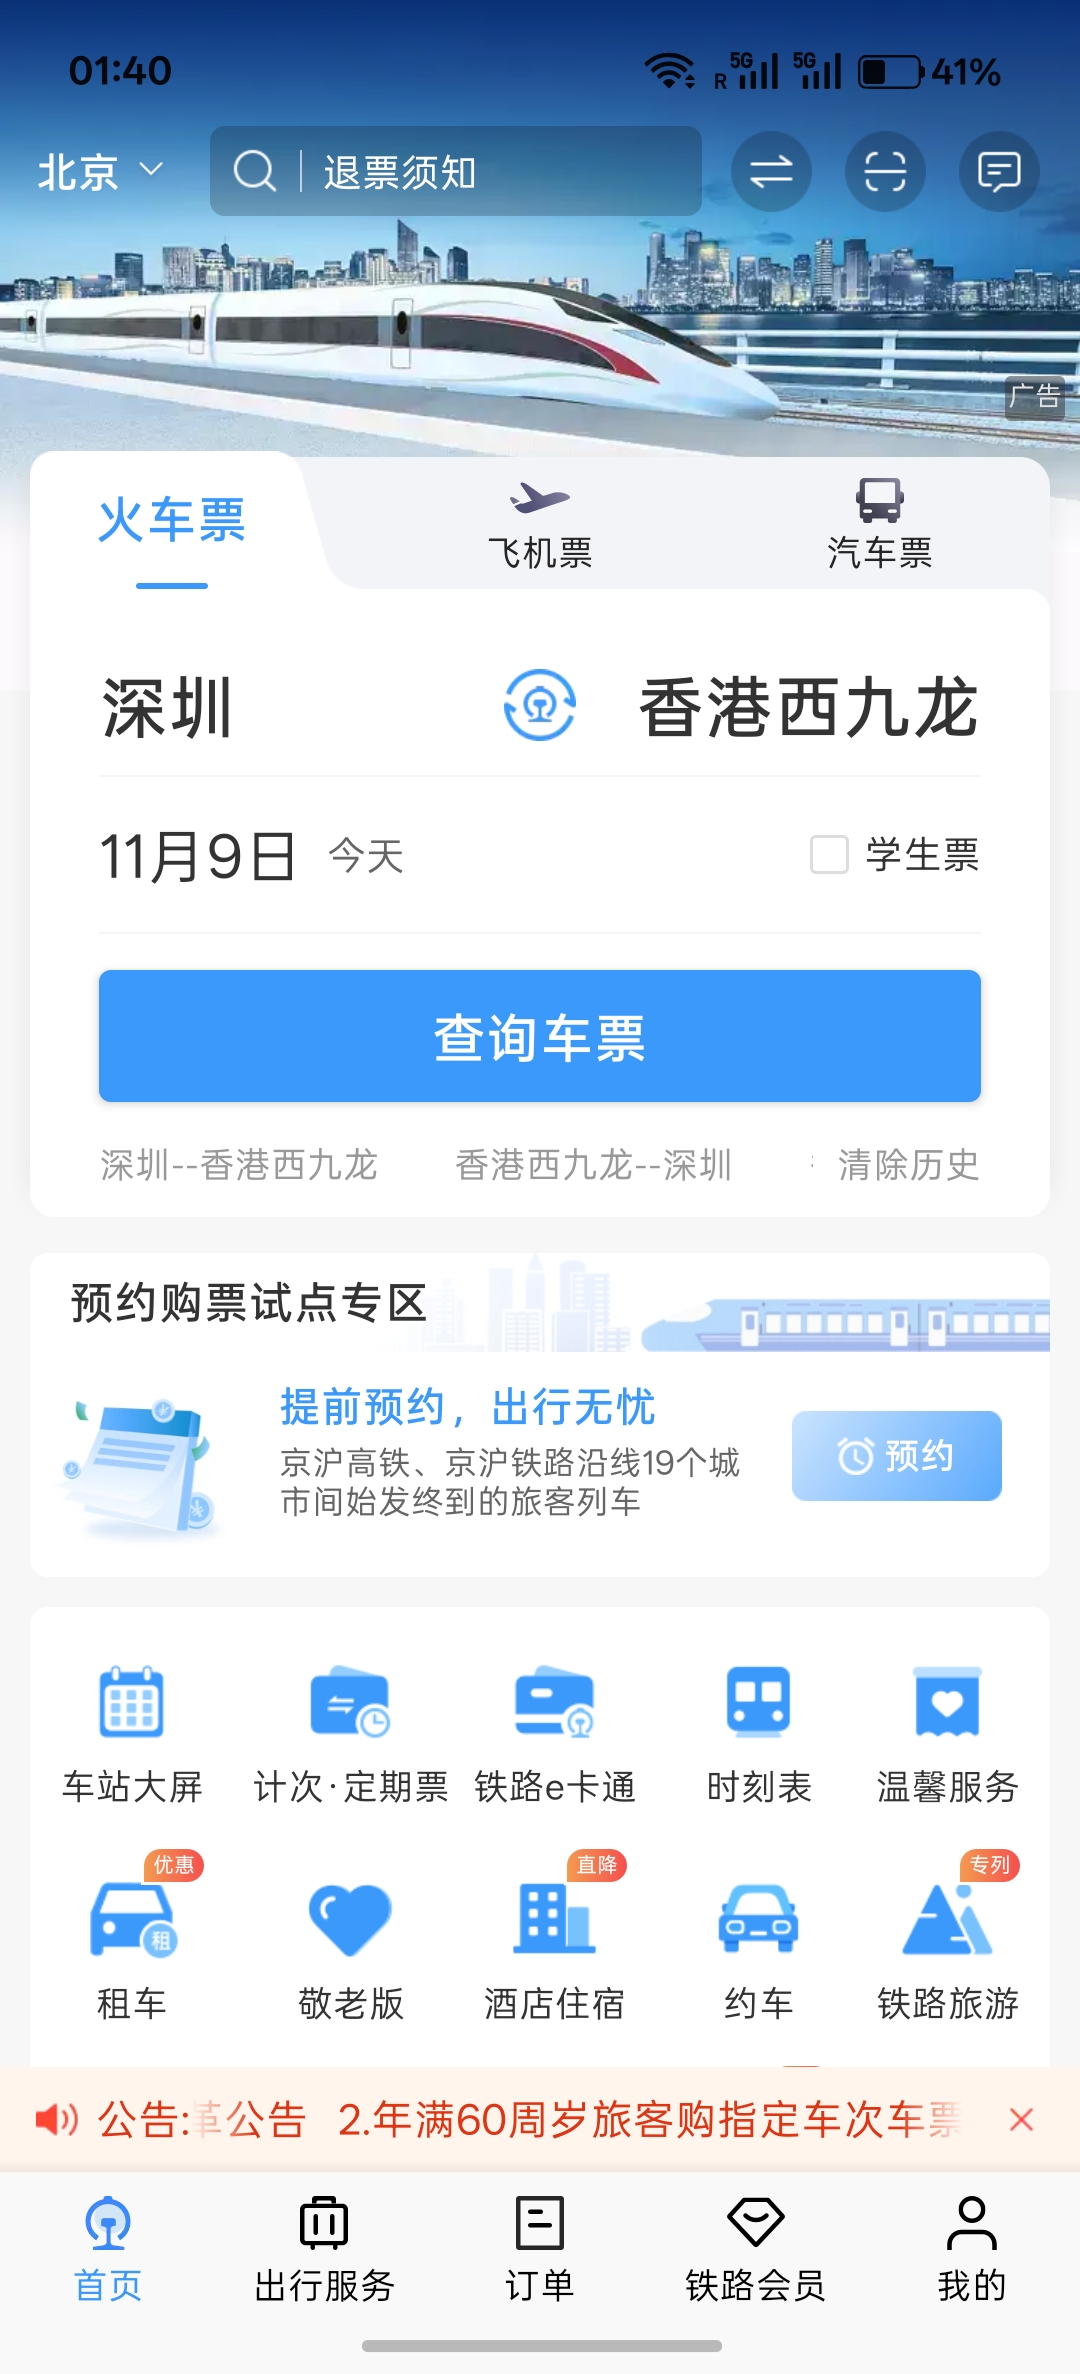 01:40
R 5G 5G 41%
北京
退票须知
广告
火车票
飞机票
汽车票
深圳
香港西九龙
11月9日 今天
学生票
查询车票
深圳--香港西九龙 香港西九龙--深圳 清除历史
预约购票试点专区
提前预约，出行无忧
京沪高铁、京沪铁路沿线19个城
市间始发终到的旅客列车
预约
车站大屏 计次·定期票 铁路e卡通 时刻表 温馨服务
优惠 直降 专列
租
租车 敬老版 酒店住宿 约车 铁路旅游
公告:革公告 2.年满60周岁旅客购指定车次车票
首页 出行服务 订单 铁路会员 我的